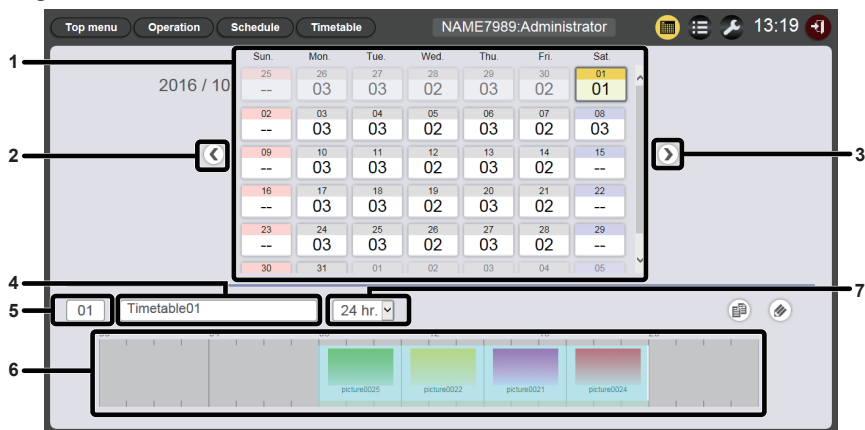 Top menu Operation Schedule Timetable NAME7989:Administrator 13:19
1
Sun. Mon. Tue. Wed. Thu. Fri. Sat.
2016 / 10
25 26 27 28 29 30 01
-- 03 03 02 03 02 01
02 03 04 05 06 07 08
-- 03 03 02 03 02 03
2
3
09 10 11 12 13 14 15
-- 03 03 02 03 02 --
16 17 18 19 20 21 22
-- 03 03 02 03 02 --
23 24 25 26 27 28 29
-- 03 03 02 03 02 --
30 31 01 02 03 04 05
4
7
5
01 Timetable01 24 hr.
6
picture0025 picture0022 picture0021 picture0024